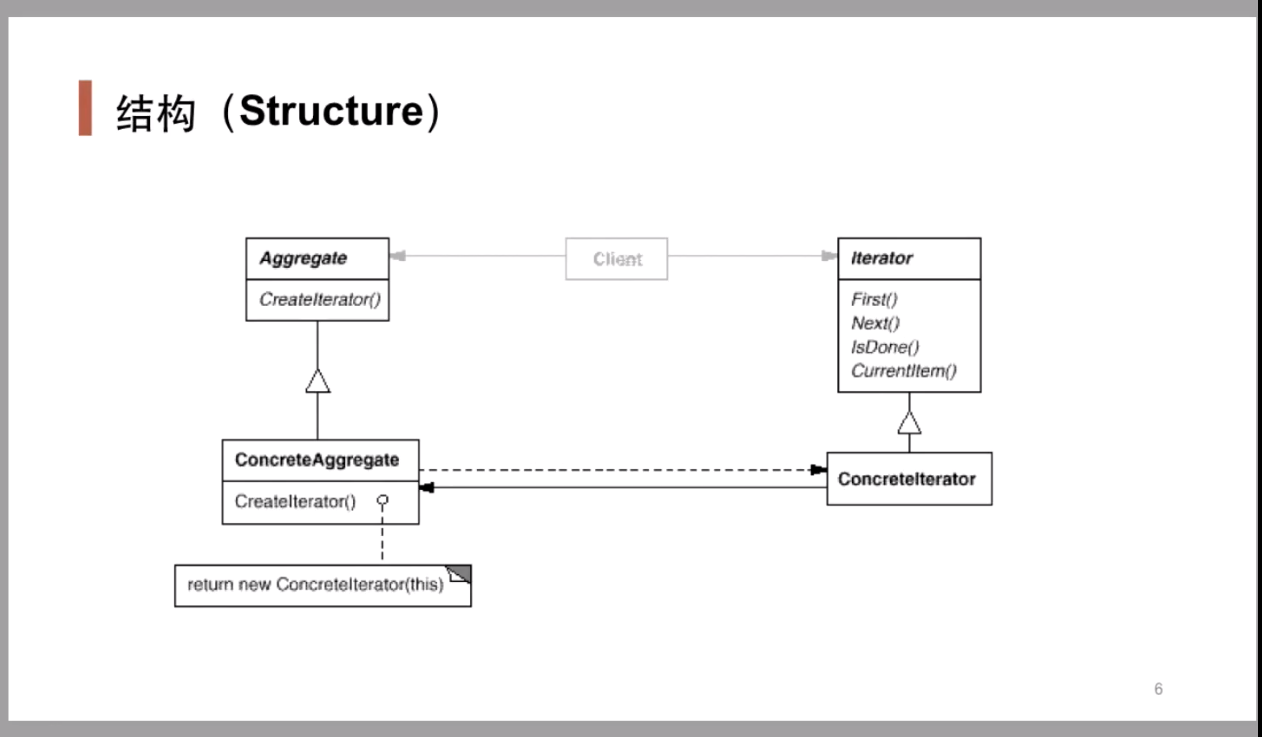 结构（Structure）
Aggregate
CreateIterator()
Client
Iterator
First()
Next()
IsDone()
CurrentItem()
ConcreteAggregate
CreateIterator()
ConcreteIterator
return new ConcreteIterator(this)
6